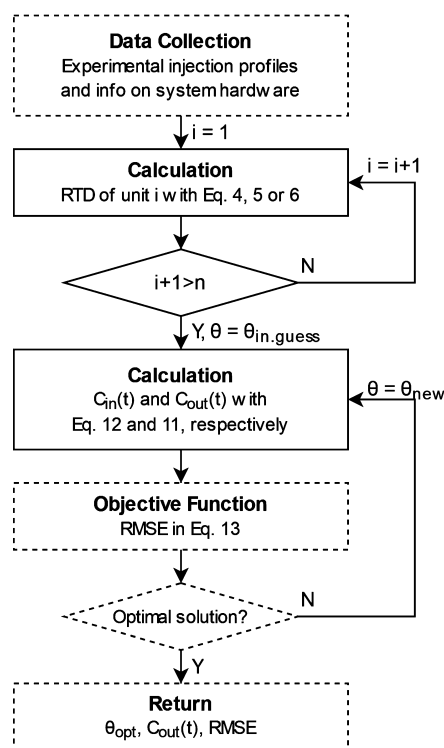 Data Collection
Experimental injection profiles
and info on system hardware
i = 1
Calculation
RTD of unit i with Eq. 4, 5 or 6
i = i+1
i+1>n
N
Y, θ = θin.guess
Calculation
Cin(t) and Cout(t) with
Eq. 12 and 11, respectively
θ = θnew
Objective Function
RMSE in Eq. 13
Optimal solution?
N
Y
Return
θopt, Cout(t), RMSE